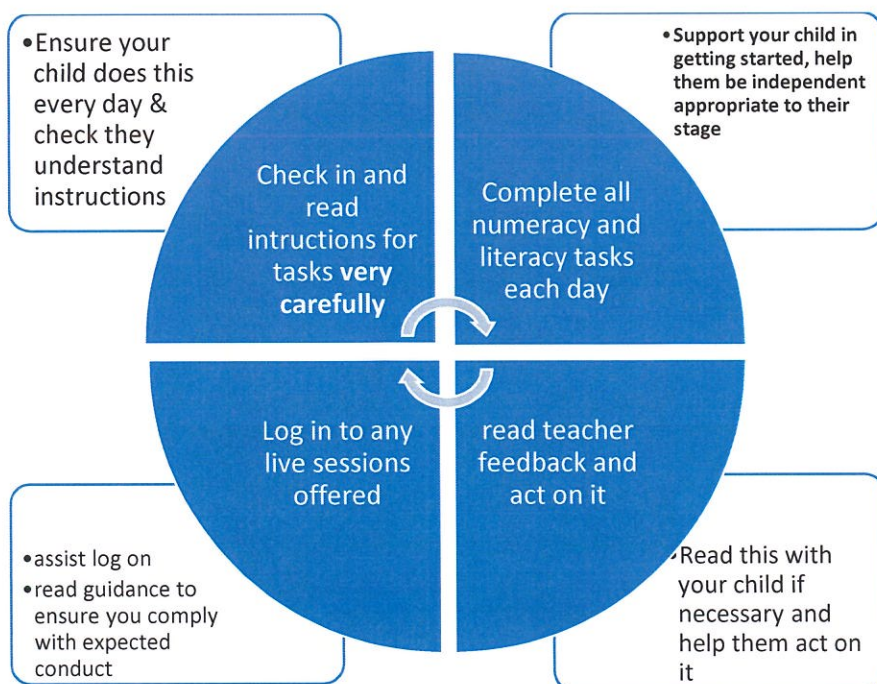 •Ensure your
child does this
every day &
check they
understand
instructions
•Support your child in
getting started, help
them be independent
appropriate to their
stage
Check in and
read
intructions for
tasks very
carefully
Complete all
numeracy and
literacy tasks
each day
Log in to any
live sessions
offered
read teacher
feedback and
act on it
•assist log on
•read guidance to
ensure you comply
with expected
conduct
•Read this with
your child if
necessary and
help them act on
it